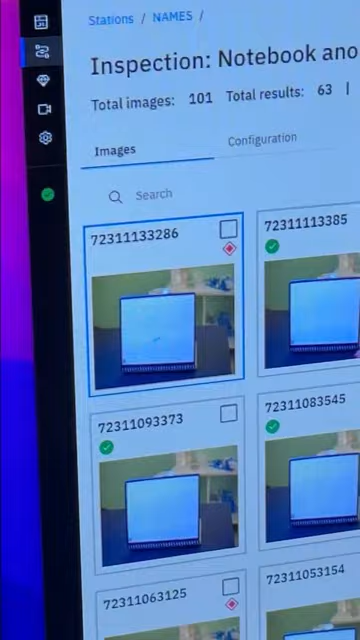 Stations / NAMES /
Inspection: Notebook ano
Total images: 101 Total results: 63 |
Images
Configuration
Search
72311133286
72311113385
72311093373
72311083545
72311063125
72311053154